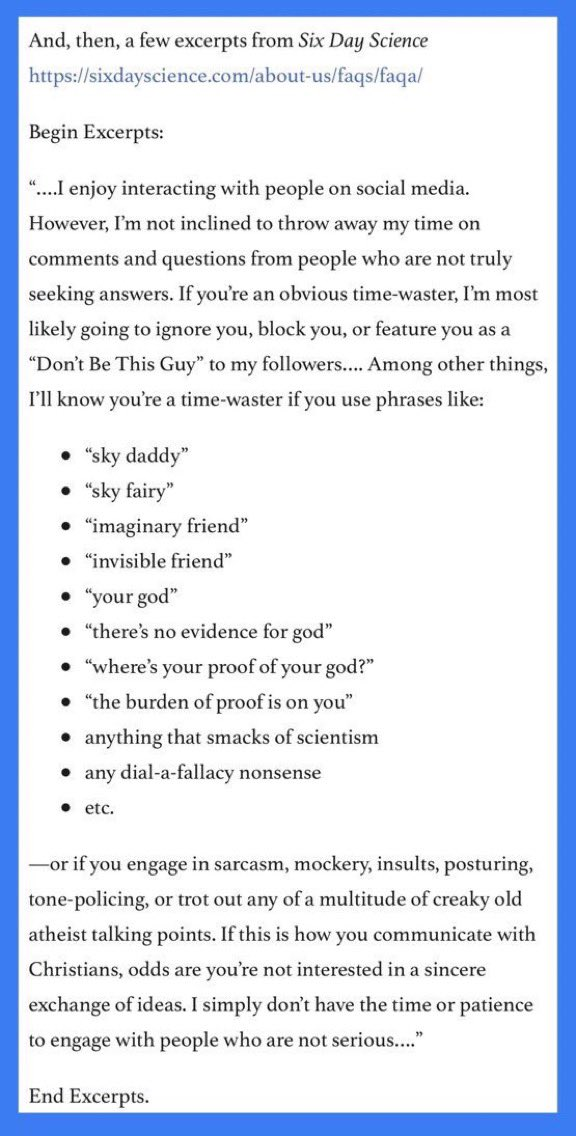 And, then, a few excerpts from Six Day Science
https://sixdayscience.com/about-us/faqs/faqa/
Begin Excerpts:
“....I enjoy interacting with people on social media.
However, I’m not inclined to throw away my time on
comments and questions from people who are not truly
seeking answers. If you’re an obvious time-waster, I’m most
likely going to ignore you, block you, or feature you as a
“Don’t Be This Guy” to my followers.... Among other things,
I’ll know you’re a time-waster if you use phrases like:
• “sky daddy”
• “sky fairy”
• “imaginary friend”
• “invisible friend”
• “your god”
• “there’s no evidence for god”
• “where’s your proof of your god?”
• “the burden of proof is on you”
• anything that smacks of scientism
• any dial-a-fallacy nonsense
• etc.
—or if you engage in sarcasm, mockery, insults, posturing,
tone-policing, or trot out any of a multitude of creaky old
atheist talking points. If this is how you communicate with
Christians, odds are you’re not interested in a sincere
exchange of ideas. I simply don’t have the time or patience
to engage with people who are not serious....”
End Excerpts.